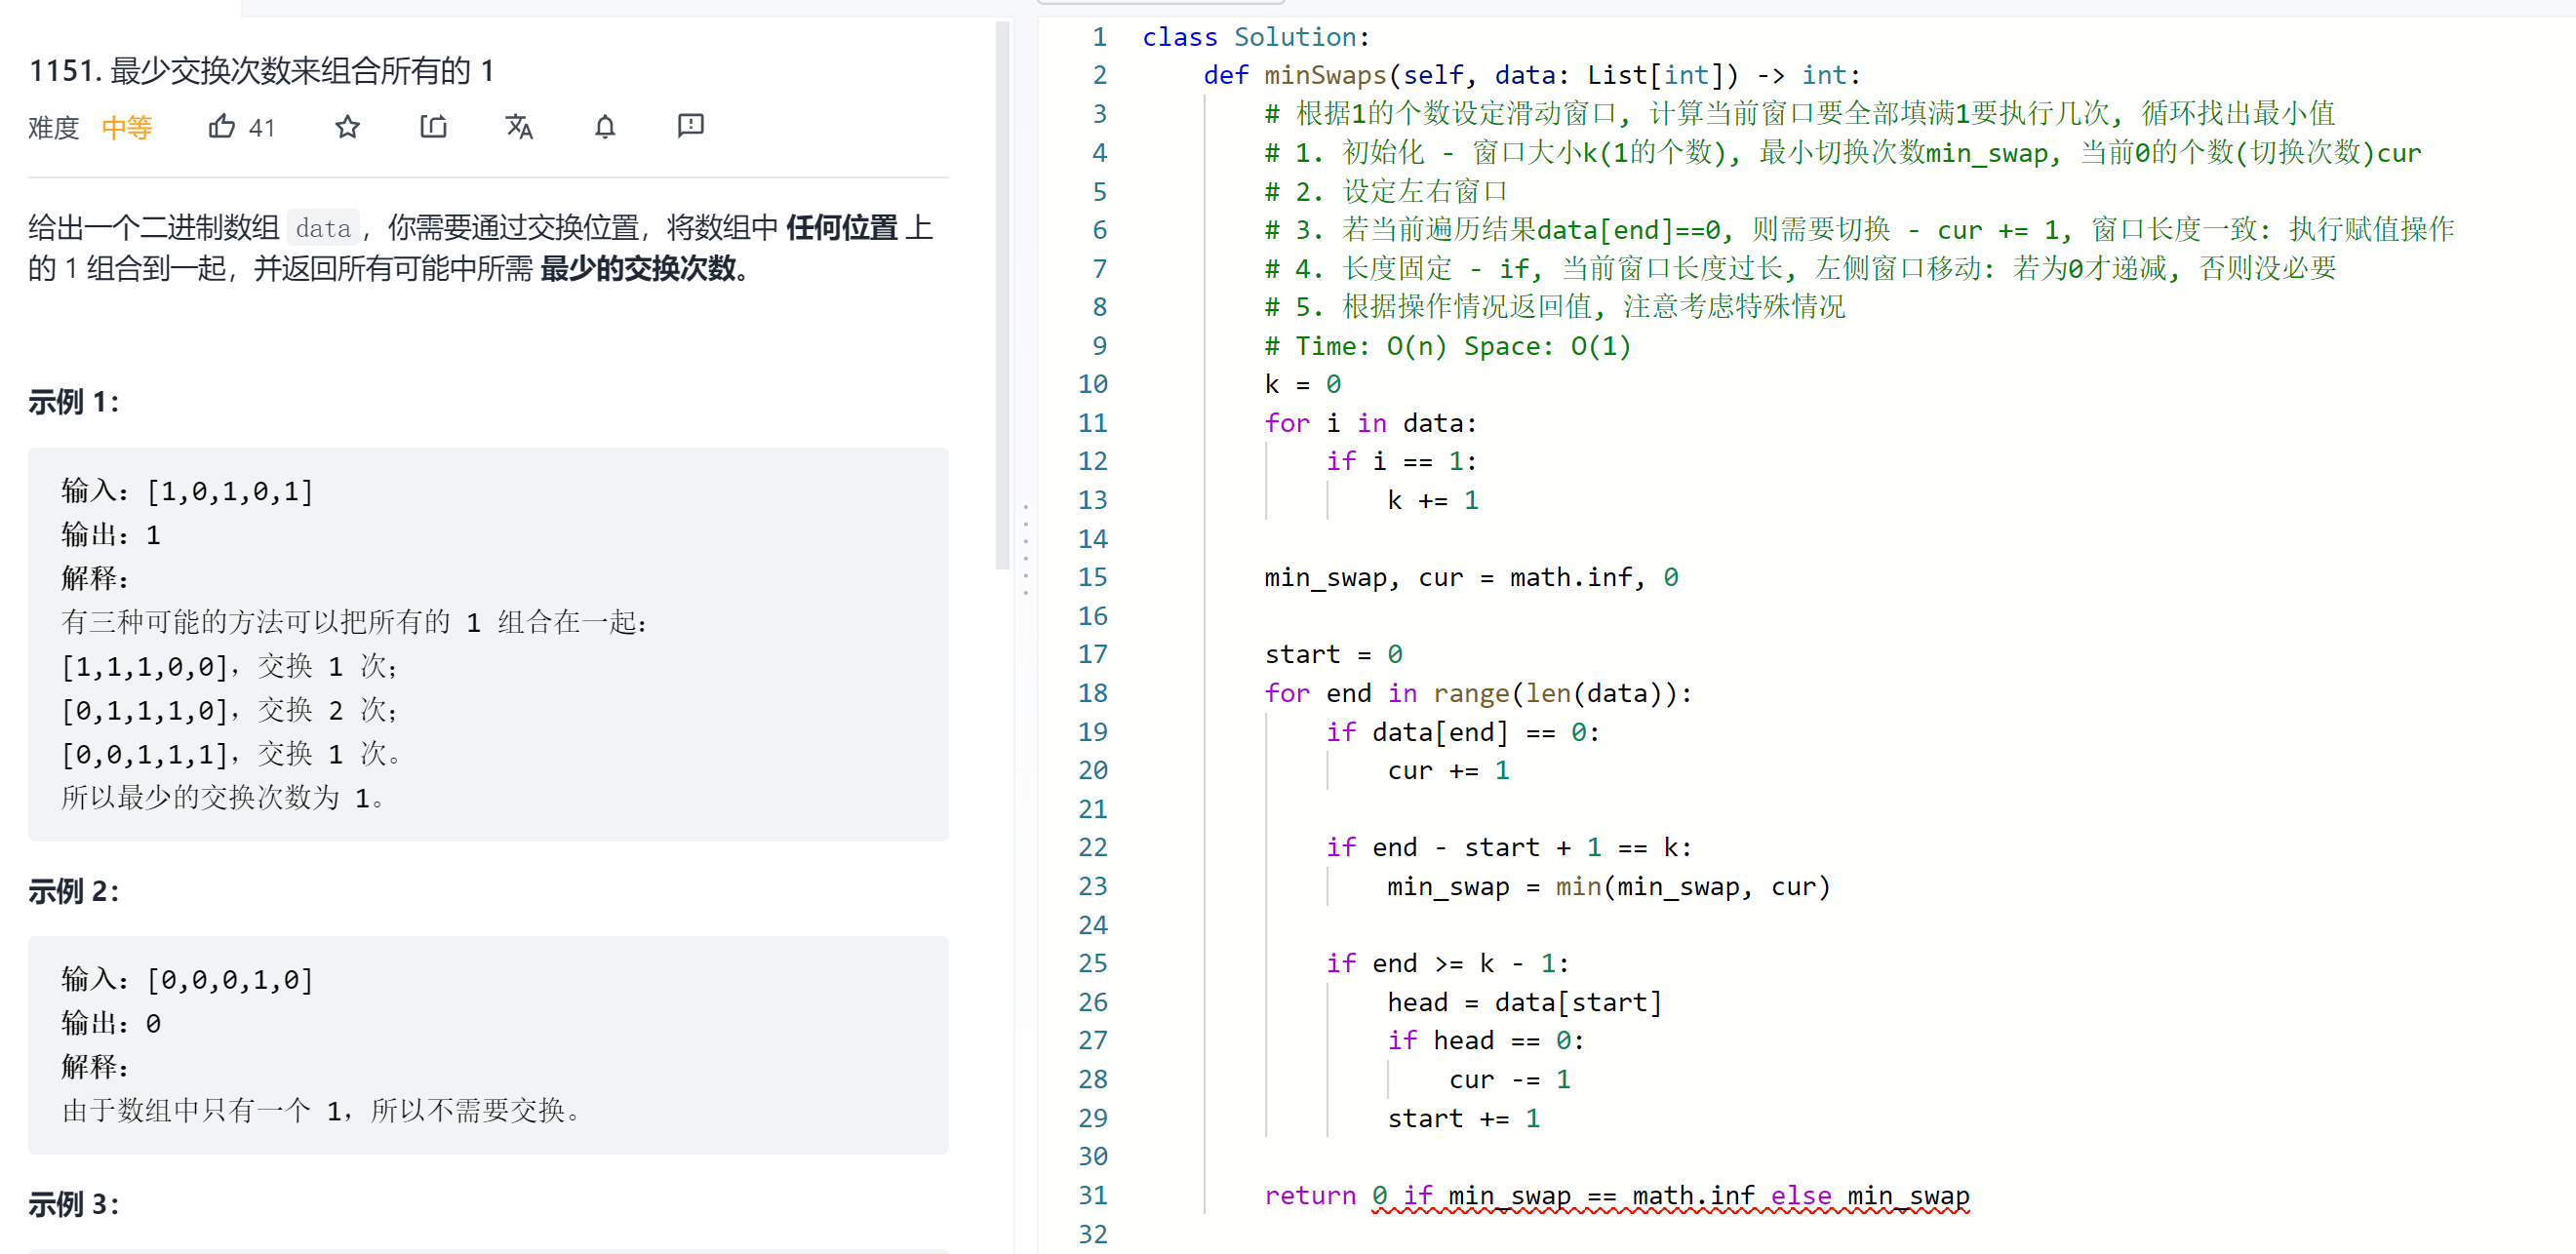 1151. 最少交换次数来组合所有的 1
难度 中等 41
给出一个二进制数组 data，你需要通过交换位置，将数组中 任何位置 上
的 1 组合到一起，并返回所有可能中所需 最少的交换次数。
示例 1：
输入：[1,0,1,0,1]
输出：1
解释：
有三种可能的方法可以把所有的 1 组合在一起：
[1,1,1,0,0]，交换 1 次；
[0,1,1,1,0]，交换 2 次；
[0,0,1,1,1]，交换 1 次。
所以最少的交换次数为 1。
示例 2：
输入：[0,0,0,1,0]
输出：0
解释：
由于数组中只有一个 1，所以不需要交换。
示例 3：
1 class Solution:
2     def minSwaps(self, data: List[int]) -> int:
3         # 根据1的个数设定滑动窗口, 计算当前窗口要全部填满1要执行几次, 循环找出最小值
4         # 1. 初始化 - 窗口大小k(1的个数), 最小切换次数min_swap, 当前0的个数(切换次数)cur
5         # 2. 设定左右窗口
6         # 3. 若当前遍历结果data[end]==0, 则需要切换 - cur += 1, 窗口长度一致: 执行赋值操作
7         # 4. 长度固定 - if, 当前窗口长度过长, 左侧窗口移动: 若为0才递减, 否则没必要
8         # 5. 根据操作情况返回值, 注意考虑特殊情况
9         # Time: O(n) Space: O(1)
10         k = 0
11         for i in data:
12             if i == 1:
13                 k += 1
14
15         min_swap, cur = math.inf, 0
16
17         start = 0
18         for end in range(len(data)):
19             if data[end] == 0:
20                 cur += 1
21
22             if end - start + 1 == k:
23                 min_swap = min(min_swap, cur)
24
25             if end >= k - 1:
26                 head = data[start]
27                 if head == 0:
28                     cur -= 1
29                 start += 1
30
31         return 0 if min_swap == math.inf else min_swap
32